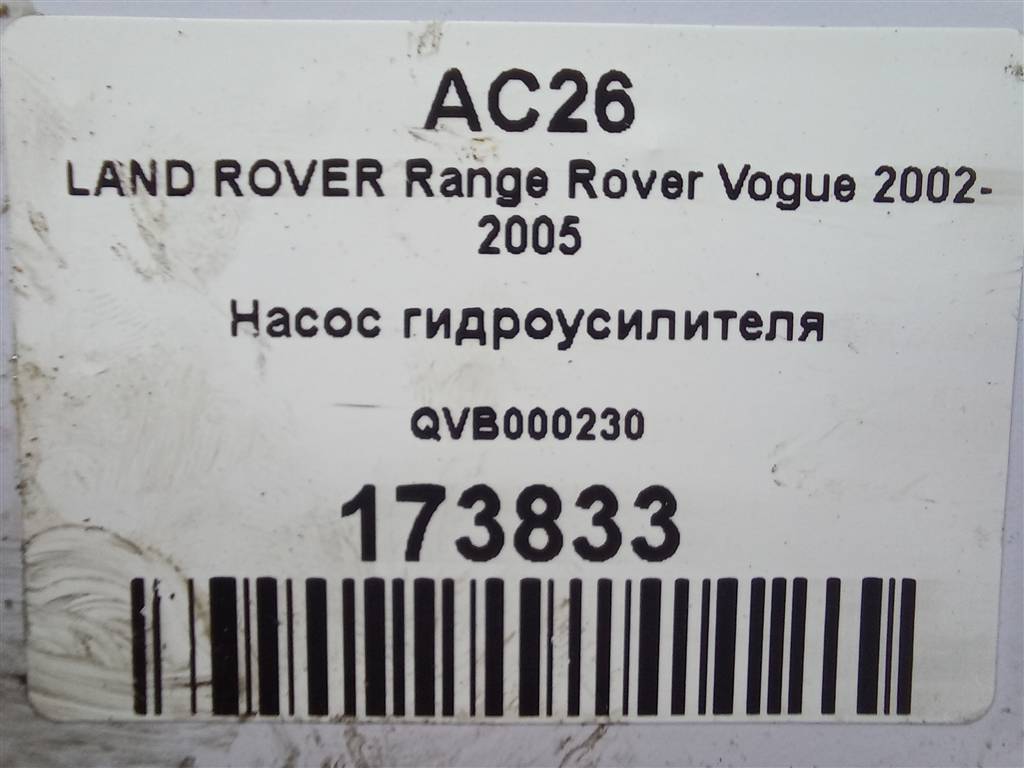 AC26
LAND ROVER Range Rover Vogue 2002-
2005
Насос гидроусилителя
QVB000230
173833